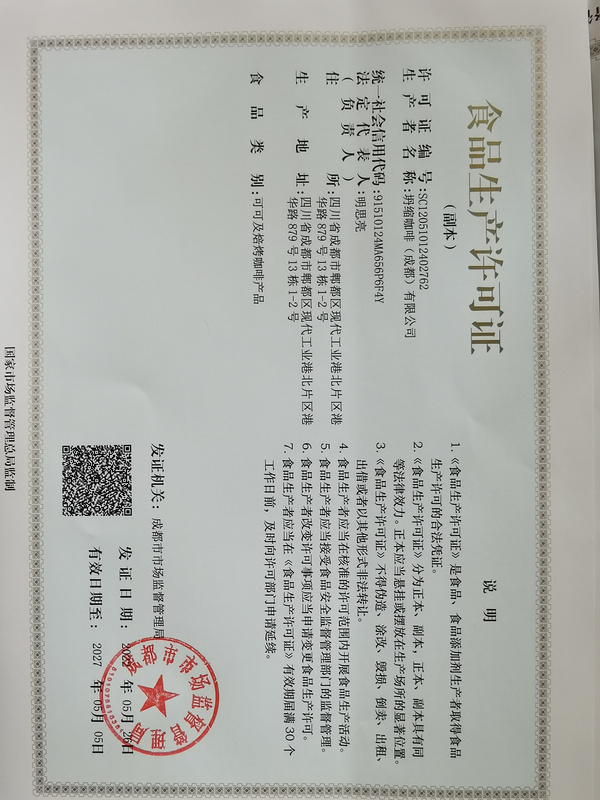 食品生产许可证
（副本）
许可证编号：SC12051012402762
生产者名称：坍缩咖啡（成都）有限公司
统一社会信用代码：91510124MA656P6F4Y
法定代表人：明思亮
（负责人）
住所：四川省成都市郫都区现代工业港北片区港
华路879号13栋1-2号
生产地址：四川省成都市郫都区现代工业港北片区港
华路879号13栋1-2号
食品类别：可可及焙烤咖啡产品
说明
1.《食品生产许可证》是食品、食品添加剂生产者取得食品
生产许可的合法凭证。
2.《食品生产许可证》分为正本、副本，正本、副本具有同
等法律效力。正本应当悬挂或摆放在生产场所的显著位置。
3.《食品生产许可证》不得伪造、涂改、毁损、倒卖、出租、
出借或者以其他形式非法转让。
4. 食品生产者应当在核准的许可范围内开展食品生产活动。
5. 食品生产者应当接受食品安全监督管理部门的监督管理。
6. 食品生产者改变许可事项应当申请变更食品生产许可。
7. 食品生产者应当在《食品生产许可证》有效期届满30个
工作日前，及时向许可部门申请延续。
发证机关：成都市市场监督管理局
发证日期：年05月26日
有效日期至：2027年05月05日
成都市市场监督管理局
国家市场监督管理总局监制